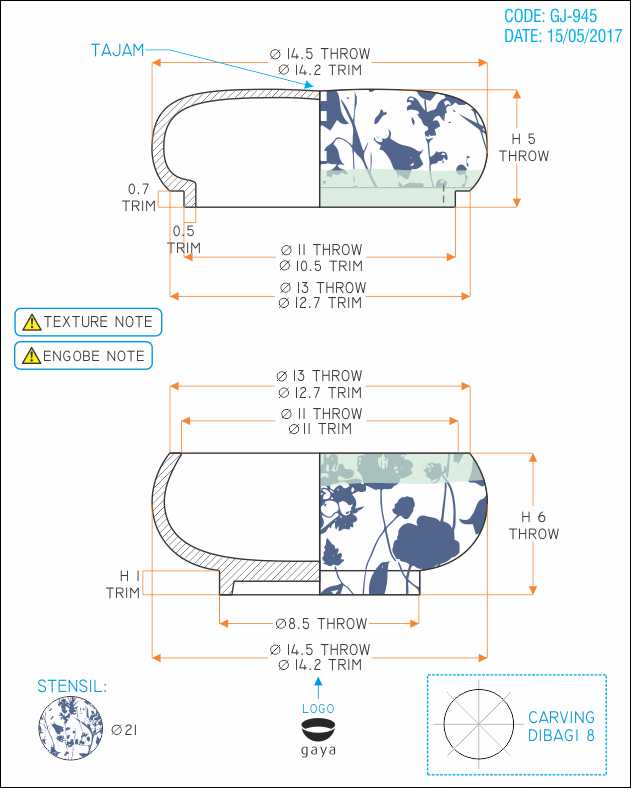 CODE: GJ-945
DATE: 15/05/2017
TAJAM
Ø 14.5 THROW
Ø 14.2 TRIM
H 5
THROW
0.7
TRIM
0.5
TRIM
Ø 11 THROW
Ø 10.5 TRIM
Ø 13 THROW
Ø 12.7 TRIM
TEXTURE NOTE
ENGOBE NOTE
Ø 13 THROW
Ø 12.7 TRIM
Ø 11 THROW
Ø 11 TRIM
H 6
THROW
H 1
TRIM
Ø8.5 THROW
Ø 14.5 THROW
Ø 14.2 TRIM
STENSIL:
Ø21
LOGO
gaya
CARVING
DIBAGI 8